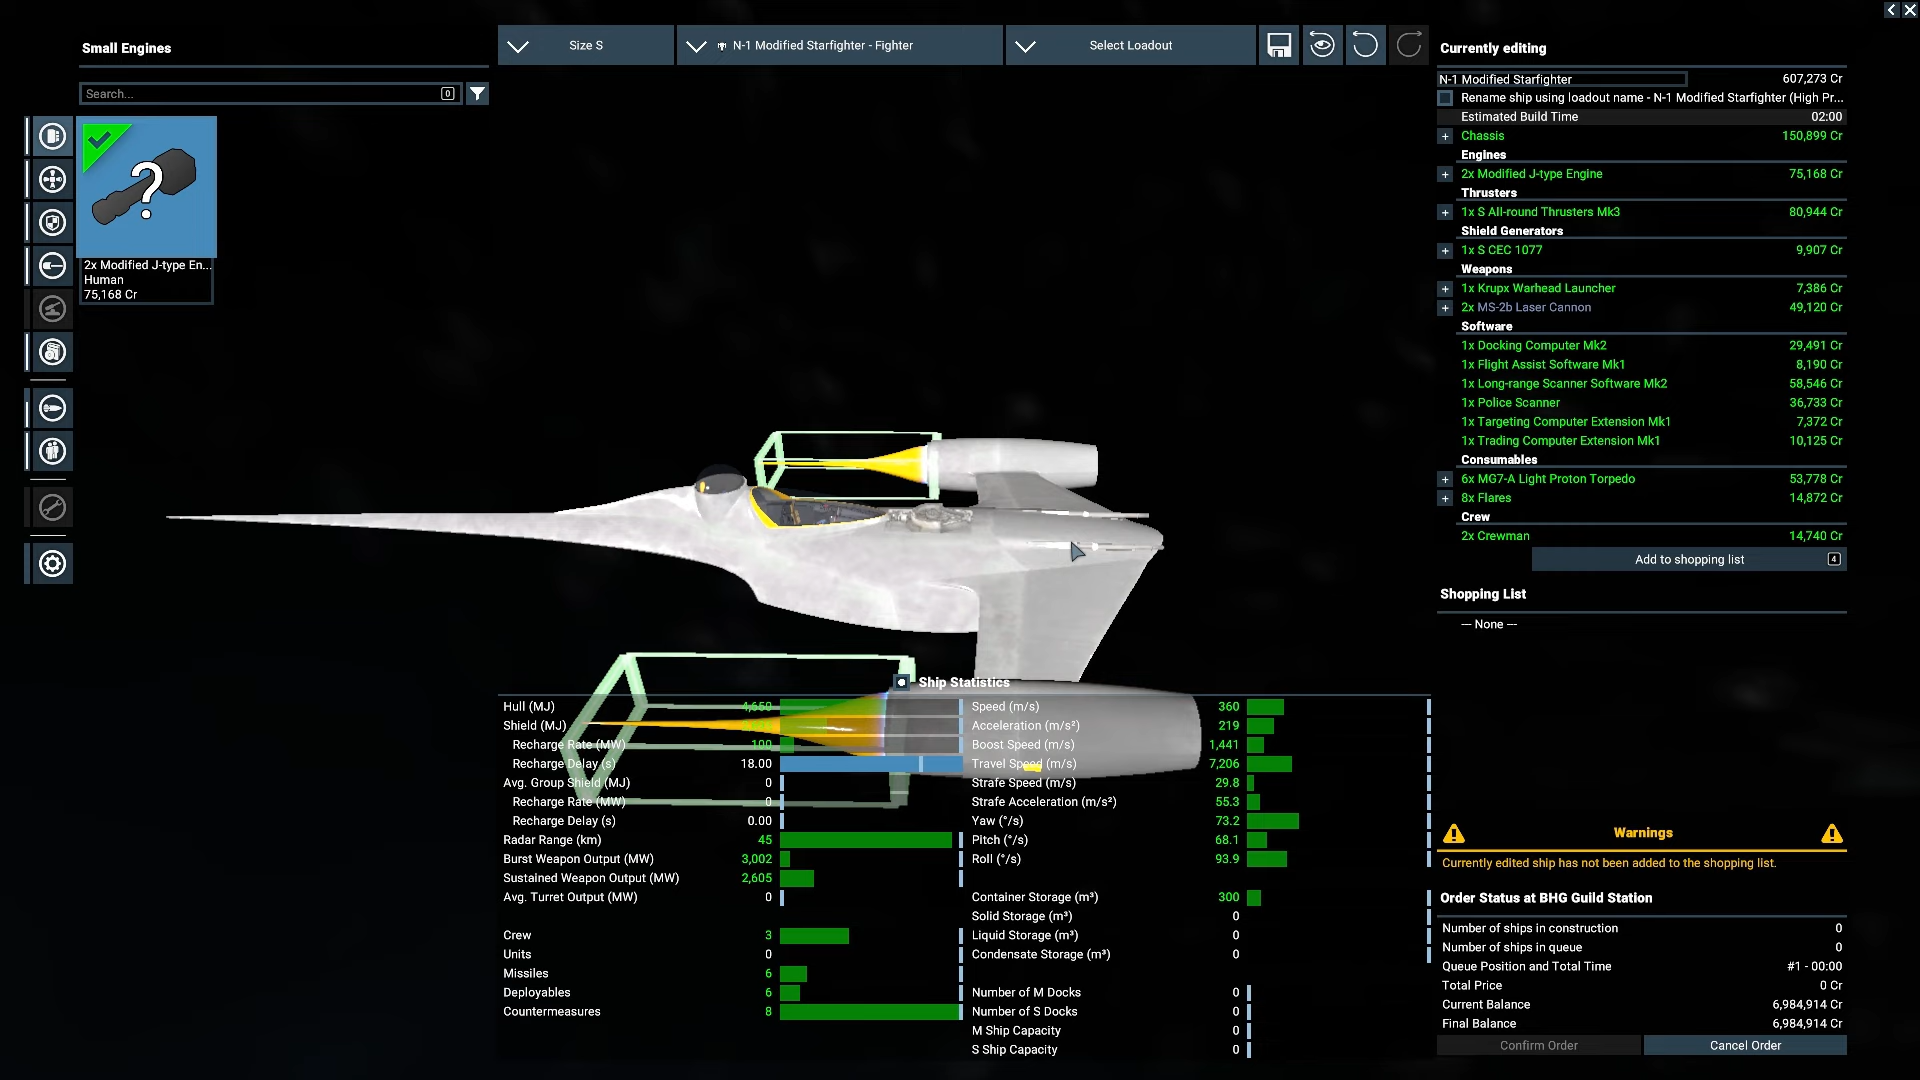 Small Engines
Search...
0
2x Modified J-type En...
Human
75,168 Cr
Size S
N-1 Modified Starfighter - Fighter
Select Loadout
Ship Statistics
Hull (MJ) 4,650
Shield (MJ)
Recharge Rate (MW) 100
Recharge Delay (s) 18.00
Avg. Group Shield (MJ) 0
Recharge Rate (MW) 0
Recharge Delay (s) 0.00
Radar Range (km) 45
Burst Weapon Output (MW) 3,002
Sustained Weapon Output (MW) 2,605
Avg. Turret Output (MW) 0
Crew 3
Units 0
Missiles 6
Deployables 6
Countermeasures 8
Speed (m/s) 360
Acceleration (m/s²) 219
Boost Speed (m/s) 1,441
Travel Speed (m/s) 7,206
Strafe Speed (m/s) 29.8
Strafe Acceleration (m/s²) 55.3
Yaw (°/s) 73.2
Pitch (°/s) 68.1
Roll (°/s) 93.9
Container Storage (m³) 300
Solid Storage (m³) 0
Liquid Storage (m³) 0
Condensate Storage (m³) 0
Number of M Docks 0
Number of S Docks 0
M Ship Capacity 0
S Ship Capacity 0
Currently editing
N-1 Modified Starfighter 607,273 Cr
Rename ship using loadout name - N-1 Modified Starfighter (High Pr...
Estimated Build Time 02:00
+ Chassis 150,899 Cr
Engines
+ 2x Modified J-type Engine 75,168 Cr
Thrusters
+ 1x S All-round Thrusters Mk3 80,944 Cr
Shield Generators
+ 1x S CEC 1077 9,907 Cr
Weapons
+ 1x Krupx Warhead Launcher 7,386 Cr
+ 2x MS-2b Laser Cannon 49,120 Cr
Software
1x Docking Computer Mk2 29,491 Cr
1x Flight Assist Software Mk1 8,190 Cr
1x Long-range Scanner Software Mk2 58,546 Cr
1x Police Scanner 36,733 Cr
1x Targeting Computer Extension Mk1 7,372 Cr
1x Trading Computer Extension Mk1 10,125 Cr
Consumables
+ 6x MG7-A Light Proton Torpedo 53,778 Cr
+ 8x Flares 14,872 Cr
Crew
2x Crewman 14,740 Cr
Add to shopping list 4
Shopping List
--- None ---
Warnings
Currently edited ship has not been added to the shopping list.
Order Status at BHG Guild Station
Number of ships in construction 0
Number of ships in queue 0
Queue Position and Total Time #1 - 00:00
Total Price 0 Cr
Current Balance 6,984,914 Cr
Final Balance 6,984,914 Cr
Confirm Order
Cancel Order